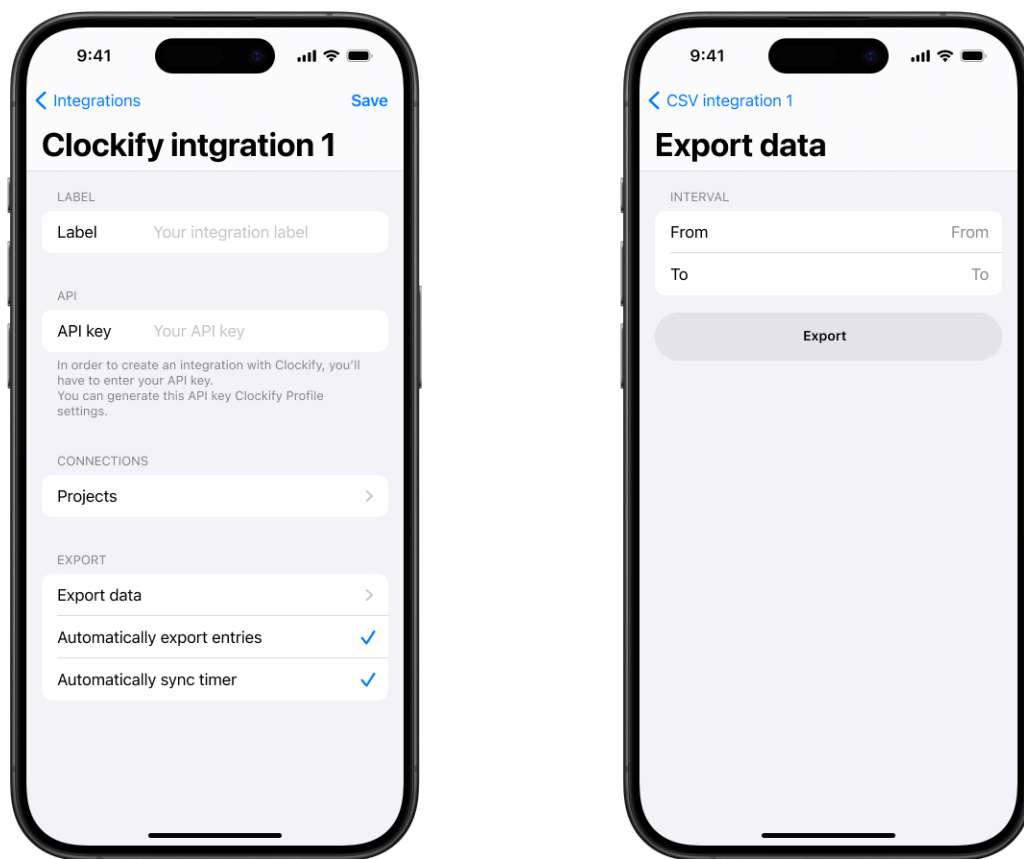 9:41
Integrations
Save
Clockify intgration 1
LABEL
Label Your integration label
API
API key Your API key
In order to create an integration with Clockify, you'll
have to enter your API key.
You can generate this API key Clockify Profile
settings.
CONNECTIONS
Projects
EXPORT
Export data
Automatically export entries
Automatically sync timer
9:41
CSV integration 1
Export data
INTERVAL
From From
To To
Export